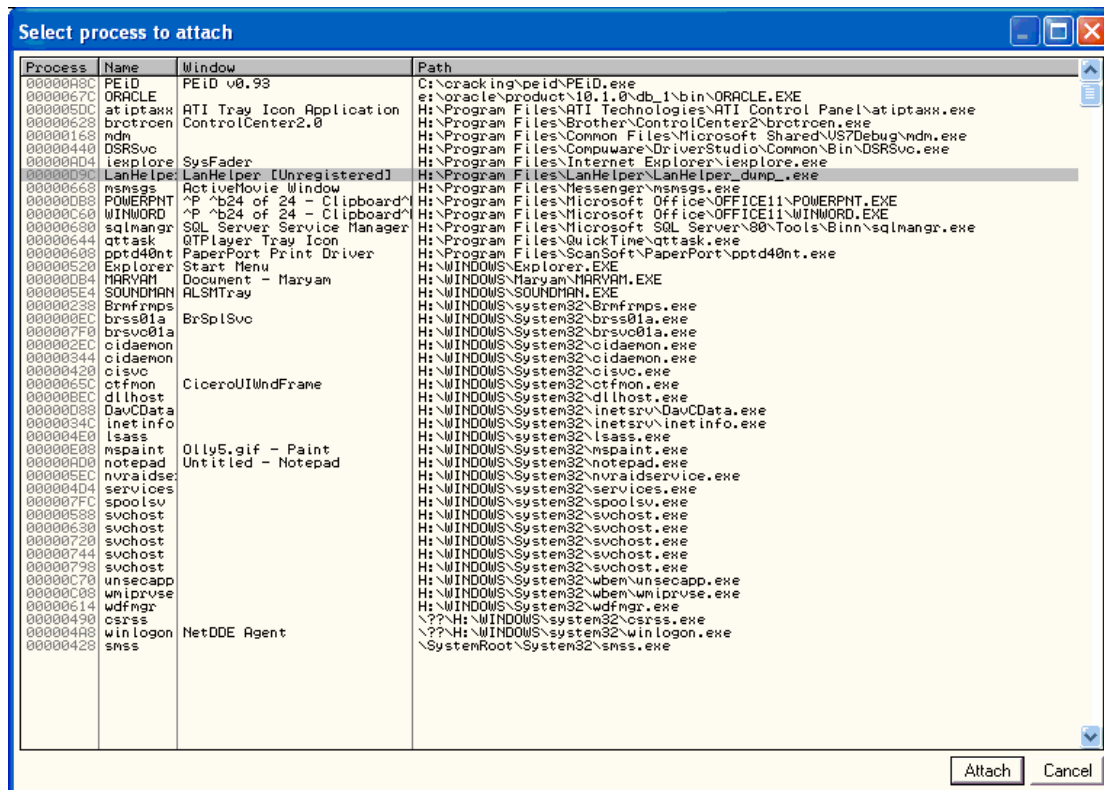 Select process to attach
Process Name Window Path
00000A8C PEiD PEiD v0.93 C:\cracking\peid\PEiD.exe
0000067C ORACLE e:\oracle\product\10.1.0\db_1\bin\ORACLE.EXE
000005DC atiptaxx ATI Tray Icon Application H:\Program Files\ATI Technologies\ATI Control Panel\atiptaxx.exe
00000628 brctrcen ControlCenter2.0 H:\Program Files\Brother\ControlCenter2\brctrcen.exe
00000168 mdm H:\Program Files\Common Files\Microsoft Shared\VS7Debug\mdm.exe
00000440 DSRSvc H:\Program Files\Compuware\DriverStudio\Common\Bin\DSRSvc.exe
00000AD4 iexplore SysFader H:\Program Files\Internet Explorer\iexplore.exe
00000D9C LanHelpe LanHelper [Unregistered] H:\Program Files\LanHelper\LanHelper_dump_.exe
00000668 msmsgs ActiveMovie Window H:\Program Files\Messenger\msmsgs.exe
00000DB8 POWERPNT ^P ^b24 of 24 - Clipboard^ H:\Program Files\Microsoft Office\OFFICE11\POWERPNT.EXE
00000C60 WINWORD ^P ^b24 of 24 - Clipboard^ H:\Program Files\Microsoft Office\OFFICE11\WINWORD.EXE
00000680 sqlmangr SQL Server Service Manager H:\Program Files\Microsoft SQL Server\80\Tools\Binn\sqlmangr.exe
00000644 qttask QTPlayer Tray Icon H:\Program Files\QuickTime\qttask.exe
00000608 pptd40nt PaperPort Print Driver H:\Program Files\ScanSoft\PaperPort\pptd40nt.exe
00000520 Explorer Start Menu H:\WINDOWS\Explorer.EXE
00000DB4 MARYAM Document - Maryam H:\WINDOWS\Maryam\MARYAM.EXE
000005E4 SOUNDMAN ALSMTray H:\WINDOWS\SOUNDMAN.EXE
00000238 Brmfrmps H:\WINDOWS\system32\Brmfrmps.exe
000000EC brss01a BrSplSvc H:\WINDOWS\system32\brss01a.exe
000007F0 brsvc01a H:\WINDOWS\system32\brsvc01a.exe
000002EC cidaemon H:\WINDOWS\System32\cidaemon.exe
00000344 cidaemon H:\WINDOWS\System32\cidaemon.exe
00000420 cisvc H:\WINDOWS\System32\cisvc.exe
0000065C ctfmon CiceroUIWndFrame H:\WINDOWS\System32\ctfmon.exe
00000BEC dllhost H:\WINDOWS\System32\dllhost.exe
00000D88 DavCData H:\WINDOWS\System32\inetsrv\DavCData.exe
0000034C inetinfo H:\WINDOWS\System32\inetsrv\inetinfo.exe
000004E0 lsass H:\WINDOWS\system32\lsass.exe
00000E08 mspaint Olly5.gif - Paint H:\WINDOWS\System32\mspaint.exe
00000AD0 notepad Untitled - Notepad H:\WINDOWS\system32\notepad.exe
000005EC nvraidse H:\WINDOWS\system32\nvraidservice.exe
000004D4 services H:\WINDOWS\system32\services.exe
000007FC spoolsv H:\WINDOWS\system32\spoolsv.exe
00000588 svchost H:\WINDOWS\system32\svchost.exe
00000630 svchost H:\WINDOWS\System32\svchost.exe
00000720 svchost H:\WINDOWS\System32\svchost.exe
00000744 svchost H:\WINDOWS\System32\svchost.exe
00000798 svchost H:\WINDOWS\System32\svchost.exe
00000C70 unsecapp H:\WINDOWS\System32\wbem\unsecapp.exe
00000C08 wmiprvse H:\WINDOWS\System32\wbem\wmiprvse.exe
00000614 wdfmgr H:\WINDOWS\System32\wdfmgr.exe
00000490 csrss \??\H:\WINDOWS\system32\csrss.exe
000004A8 winlogon NetDDE Agent \??\H:\WINDOWS\system32\winlogon.exe
00000428 smss \SystemRoot\System32\smss.exe
Attach Cancel